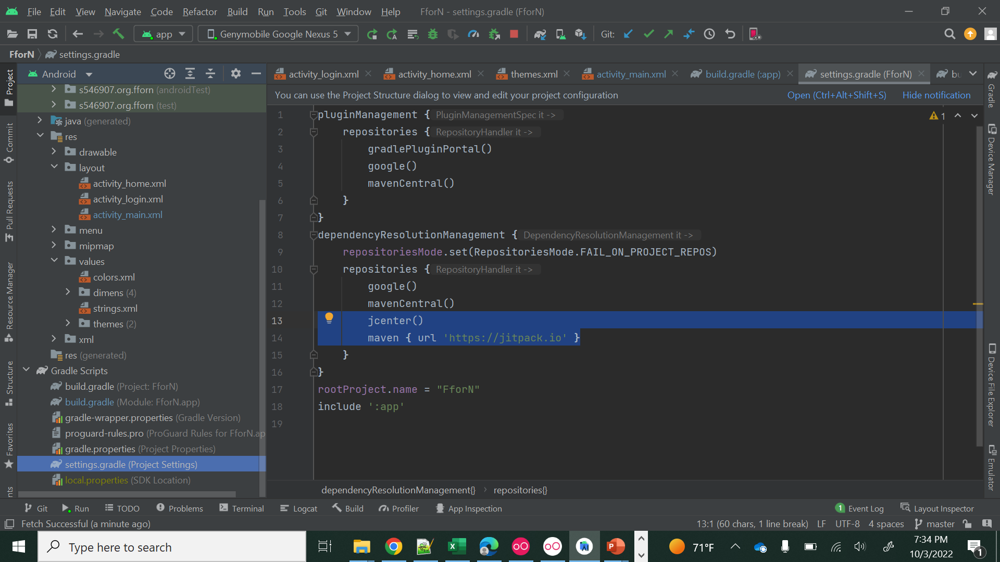 File Edit View Navigate Code Refactor Build Run Tools Git Window Help FforN - settings.gradle (FforN)
app Genymobile Google Nexus 5 Git:
FforN settings.gradle
Android
activity_login.xml activity_home.xml themes.xml activity_main.xml build.gradle (:app) settings.gradle (FforN) bu
You can use the Project Structure dialog to view and edit your project configuration Open (Ctrl+Alt+Shift+S) Hide notification
Project
Commit
Pull Requests
Resource Manager
Structure
Favorites
nts
s546907.org.fforn (androidTest)
s546907.org.fforn (test)
java (generated)
res
drawable
layout
activity_home.xml
activity_login.xml
activity_main.xml
menu
mipmap
values
colors.xml
dimens (4)
strings.xml
themes (2)
xml
res (generated)
Gradle Scripts
build.gradle (Project: FforN)
build.gradle (Module: FforN.app)
gradle-wrapper.properties (Gradle Version)
proguard-rules.pro (ProGuard Rules for FforN.ap
gradle.properties (Project Properties)
settings.gradle (Project Settings)
local.properties (SDK Location)
1 pluginManagement { PluginManagementSpec it ->
2 repositories { RepositoryHandler it ->
3 gradlePluginPortal()
4 google()
5 mavenCentral()
6 }
7 }
8 dependencyResolutionManagement { DependencyResolutionManagement it ->
9 repositoriesMode.set(RepositoriesMode.FAIL_ON_PROJECT_REPOS)
10 repositories { RepositoryHandler it ->
11 google()
12 mavenCentral()
13 jcenter()
14 maven { url 'https://jitpack.io' }
15 }
16 }
17 rootProject.name = "FforN"
18 include ':app'
19
1
Gradle
Device Manager
Device File Explorer
Emulator
dependencyResolutionManagement{} › repositories{}
Git Run TODO Problems Terminal Logcat Build Profiler App Inspection 1 Event Log Layout Inspector
Fetch Successful (a minute ago) 13:1 (60 chars, 1 line break) LF UTF-8 4 spaces master
Type here to search 71°F 7:34 PM
10/3/2022
1